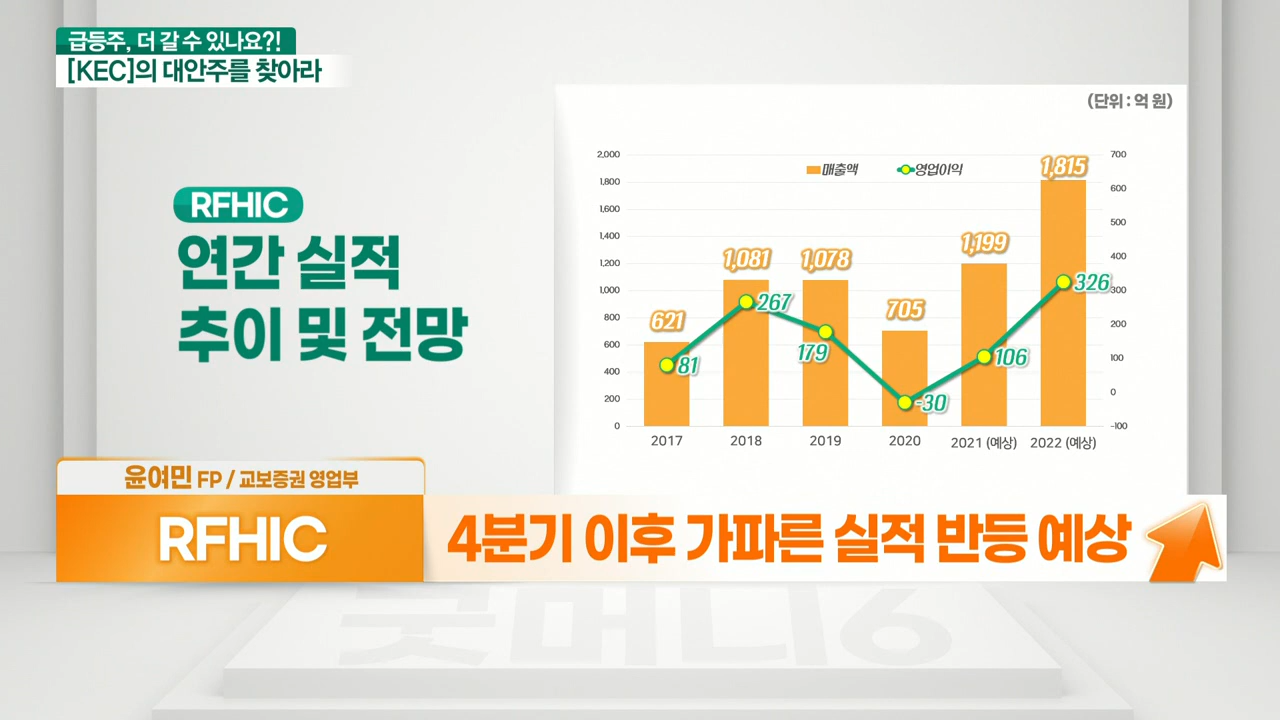 급등주, 더 갈 수 있나요?!
[KEC]의 대안주를 찾아라
(단위 : 억 원)
RFHIC
연간 실적
추이 및 전망
매출액
영업이익
2,000
1,800
1,600
1,400
1,200
1,000
800
600
400
200
0
700
600
500
400
300
200
100
0
-100
621
1,081
1,078
705
1,199
1,815
81
267
179
-30
106
326
2017
2018
2019
2020
2021 (예상)
2022 (예상)
윤여민 FP / 교보증권 영업부
RFHIC
4분기 이후 가파른 실적 반등 예상
굿머니6